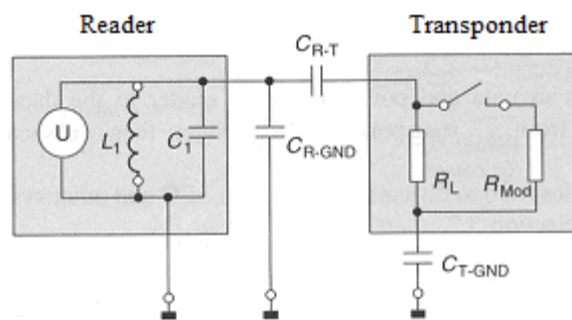 Reader
Transponder
C_R-T
U
L_1
C_1
C_R-GND
R_L
R_Mod
C_T-GND